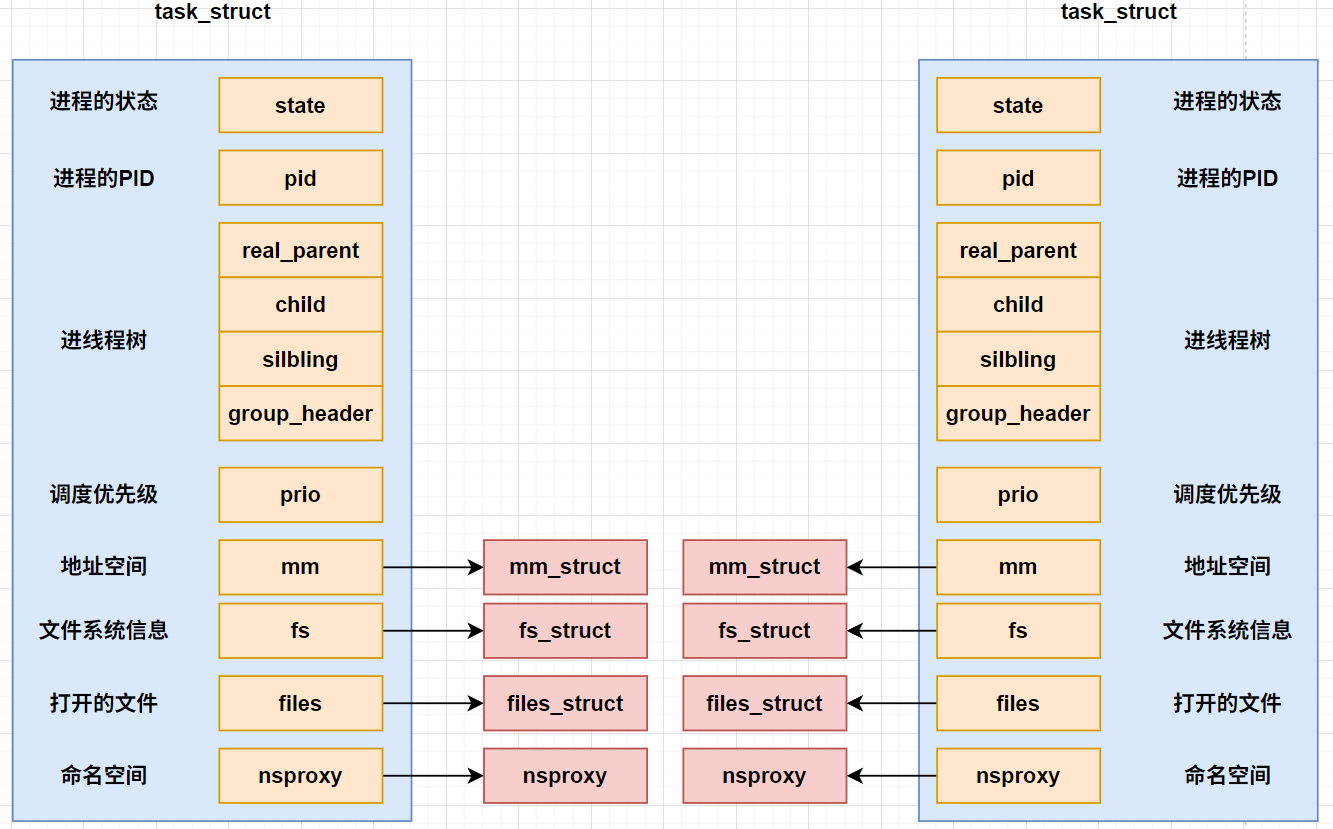 task_struct
进程的状态
state
进程的PID
pid
进线程树
real_parent
child
silbling
group_header
调度优先级
prio
地址空间
mm
mm_struct
文件系统信息
fs
fs_struct
打开的文件
files
files_struct
命名空间
nsproxy
nsproxy
task_struct
state
进程的状态
pid
进程的PID
real_parent
child
silbling
group_header
进线程树
prio
调度优先级
mm_struct
mm
地址空间
fs_struct
fs
文件系统信息
files_struct
files
打开的文件
nsproxy
nsproxy
命名空间